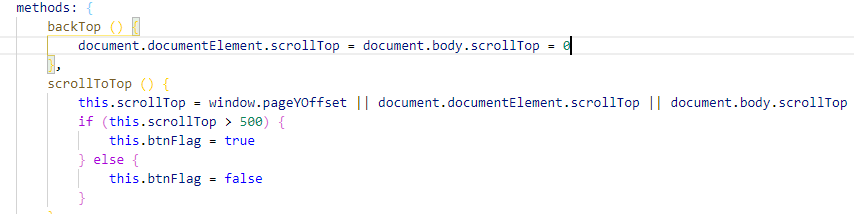 methods: {
backTop () {
document.documentElement.scrollTop = document.body.scrollTop = 0
},
scrollToTop () {
this.scrollTop = window.pageYOffset || document.documentElement.scrollTop || document.body.scrollTop
if (this.scrollTop > 500) {
this.btnFlag = true
} else {
this.btnFlag = false
}